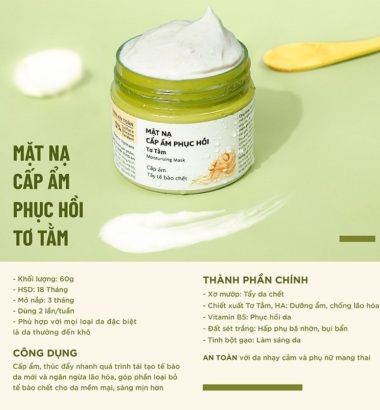 MẶT NẠ
CẤP ẨM PHỤC HỒI
Tơ Tằm
Moisturizing Mask
Cấp ẩm
Tẩy tế bào chết
MẶT NẠ
CẤP ẨM
PHỤC HỒI
TƠ TẰM
- Khối lượng: 60g
- HSD: 18 Tháng
- Mở nắp: 3 tháng
- Dùng 2 lần/tuần
- Phù hợp với mọi loại da đặc biệt
là da thường đến khô
CÔNG DỤNG
Cấp ẩm, thúc đẩy nhanh quá trình tái tạo tế bào
da mới và ngăn ngừa lão hóa, góp phần loại bỏ
tế bào chết cho da mềm mại, sáng mịn hơn
THÀNH PHẦN CHÍNH
- Xơ mướp: Tẩy da chết
- Chiết xuất Tơ Tằm, HA: Dưỡng ẩm, chống lão hóa
- Vitamin B5: Phục hồi da
- Đất sét trắng: Hấp phụ bã nhờn, bụi bẩn
- Tinh bột gạo: Làm sáng da
AN TOÀN với da nhạy cảm và phụ nữ mang thai